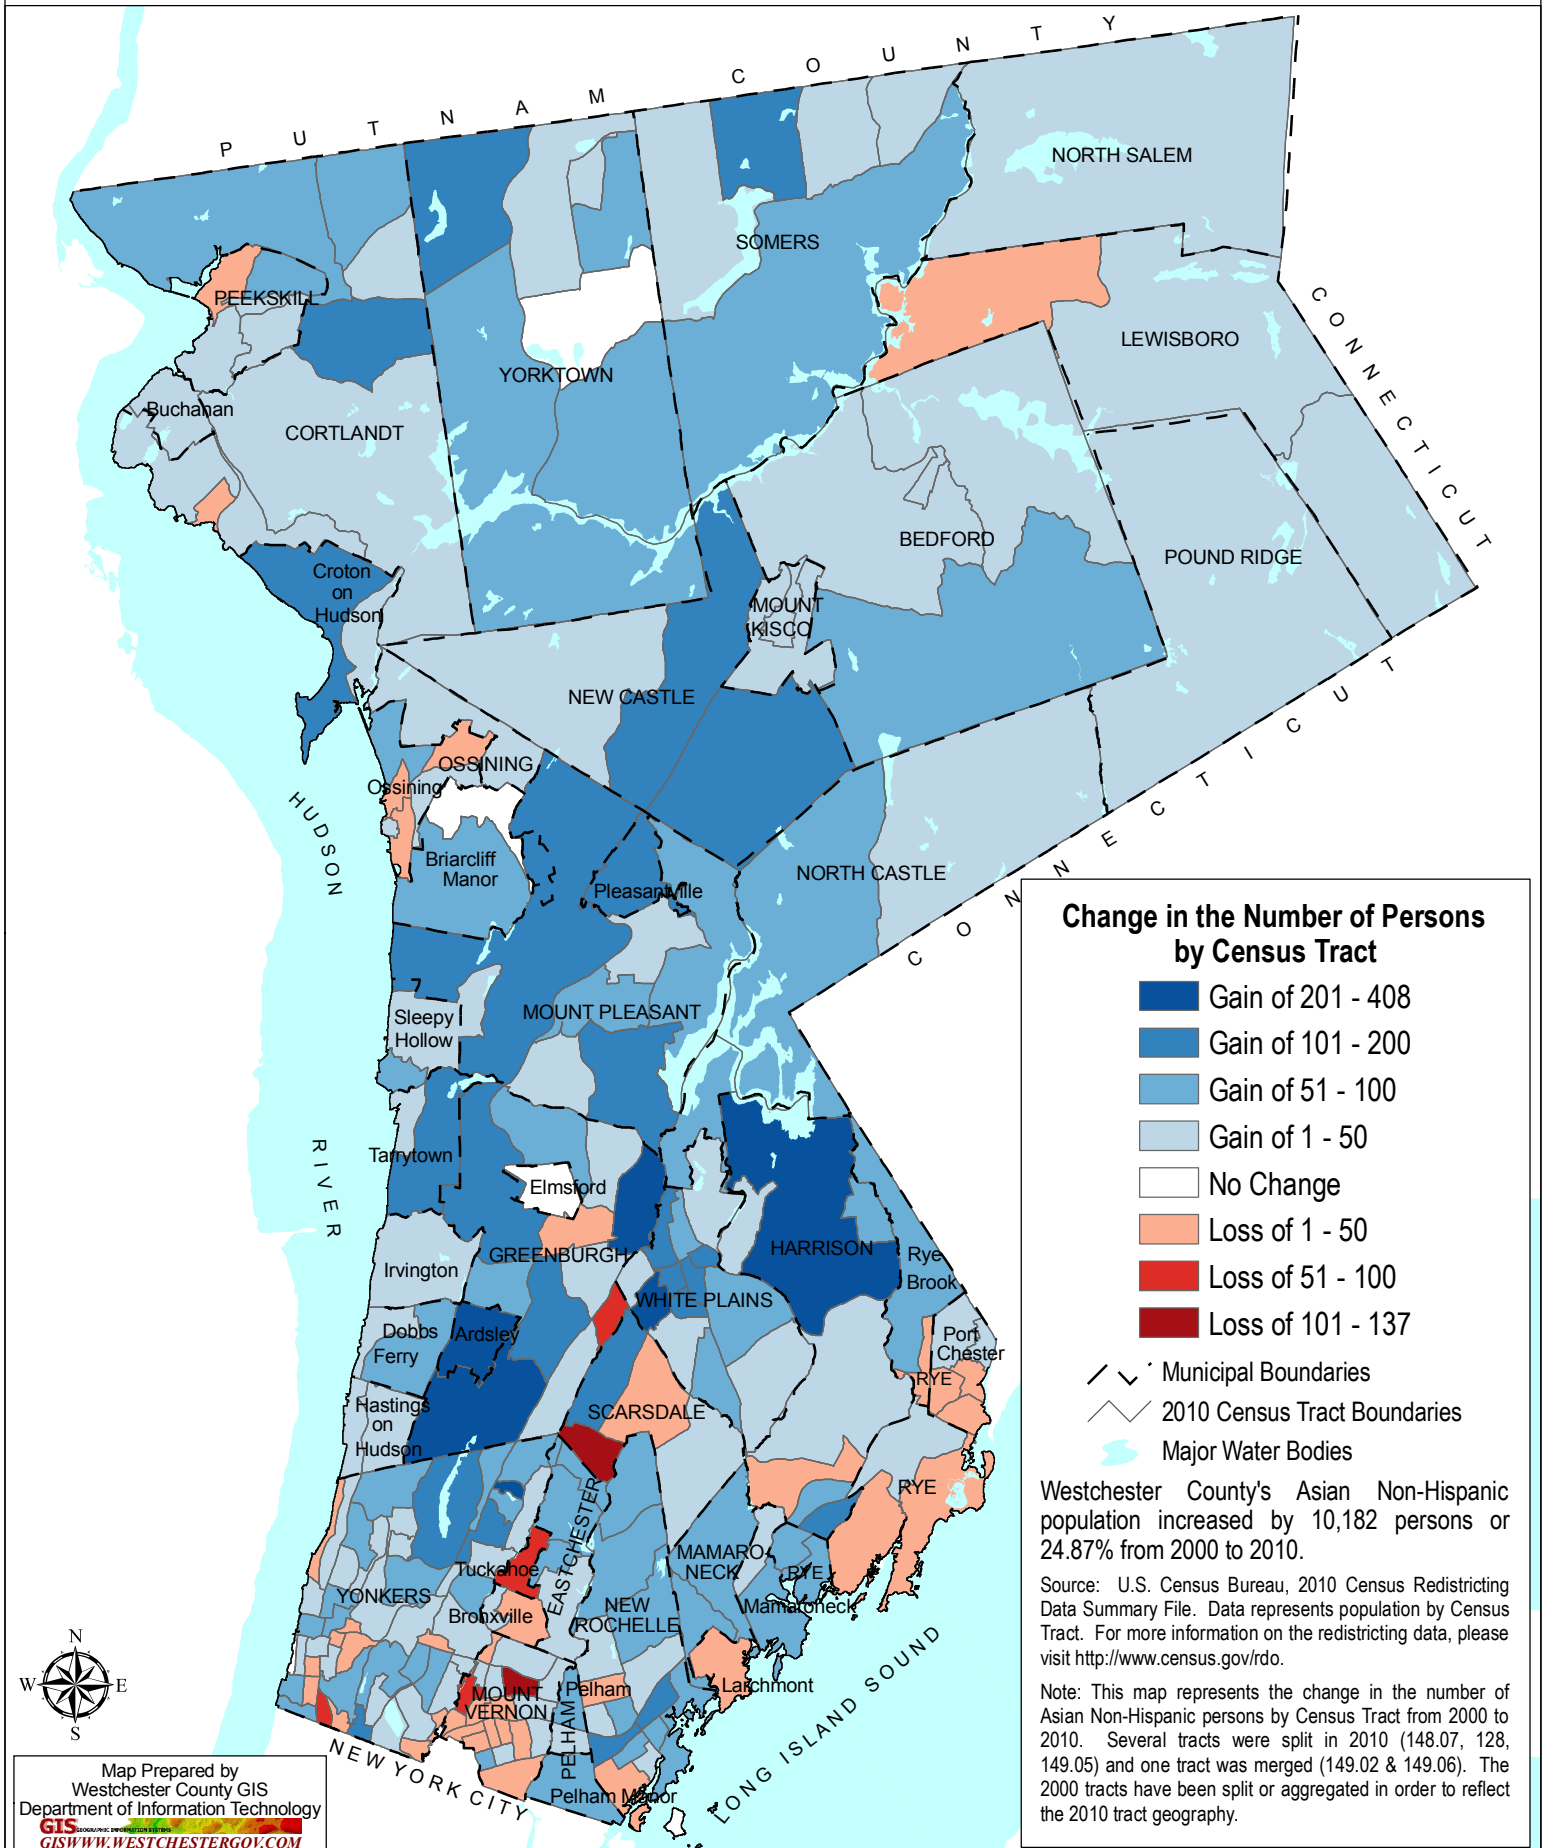 PUTNAM COUNTY
NORTH SALEM
SOMERS
PEEKSKILL
LEWISBORO
CONNECTICUT
YORKTOWN
Buchanan
CORTLANDT
BEDFORD
POUND RIDGE
Croton
on
Hudson
MOUNT
KISCO
NEW CASTLE
CONNECTICUT
OSSINING
Ossining
HUDSON
Briarcliff
Manor
NORTH CASTLE
Pleasantville
MOUNT PLEASANT
Sleepy
Hollow
RIVER
Tarrytown
Elmsford
GREENBURGH
HARRISON
Rye
Brook
Irvington
WHITE PLAINS
Dobbs
Ferry
Ardsley
Port
Chester
RYE
Hastings
on
Hudson
SCARSDALE
RYE
EASTCHESTER
Tuckahoe
MAMARO-
NECK
RYE
YONKERS
Bronxville
NEW
ROCHELLE
Mamaroneck
Pelham
Larchmont
MOUNT
VERNON
PELHAM
Pelham Manor
NEW YORK CITY
LONG ISLAND SOUND
N
W E
S
Map Prepared by
Westchester County GIS
Department of Information Technology
GIS GEOGRAPHIC INFORMATION SYSTEMS
GISWWW.WESTCHESTERGOV.COM
Change in the Number of Persons
by Census Tract
Gain of 201 - 408
Gain of 101 - 200
Gain of 51 - 100
Gain of 1 - 50
No Change
Loss of 1 - 50
Loss of 51 - 100
Loss of 101 - 137
Municipal Boundaries
2010 Census Tract Boundaries
Major Water Bodies
Westchester County's Asian Non-Hispanic
population increased by 10,182 persons or
24.87% from 2000 to 2010.
Source: U.S. Census Bureau, 2010 Census Redistricting
Data Summary File. Data represents population by Census
Tract. For more information on the redistricting data, please
visit http://www.census.gov/rdo.
Note: This map represents the change in the number of
Asian Non-Hispanic persons by Census Tract from 2000 to
2010. Several tracts were split in 2010 (148.07, 128,
149.05) and one tract was merged (149.02 & 149.06). The
2000 tracts have been split or aggregated in order to reflect
the 2010 tract geography.